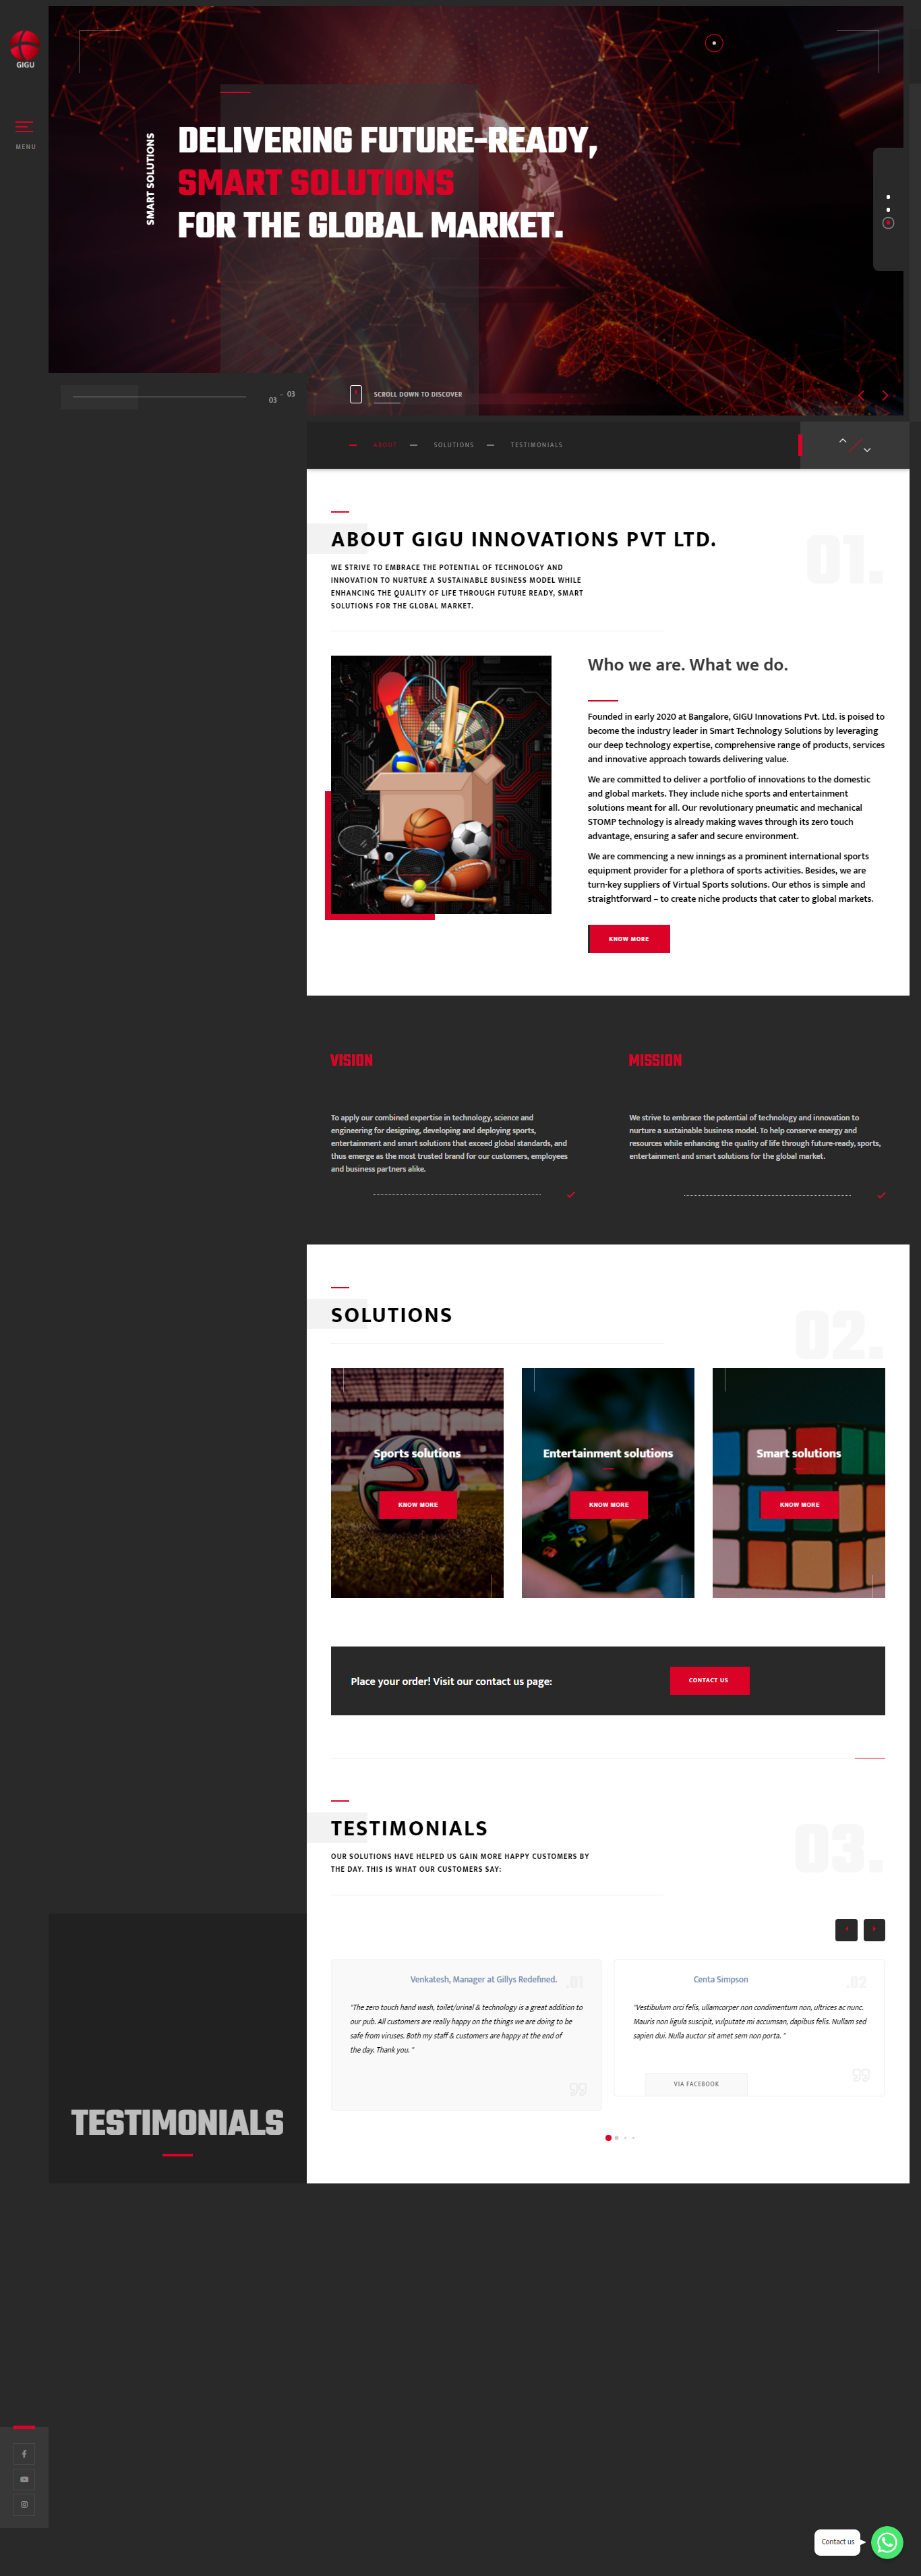 GIGU
MENU
SMART SOLUTIONS
DELIVERING FUTURE-READY,
SMART SOLUTIONS
FOR THE GLOBAL MARKET.
03 - 03
SCROLL DOWN TO DISCOVER
ABOUT
SOLUTIONS
TESTIMONIALS
01.
ABOUT GIGU INNOVATIONS PVT LTD.
WE STRIVE TO EMBRACE THE POTENTIAL OF TECHNOLOGY AND
INNOVATION TO NURTURE A SUSTAINABLE BUSINESS MODEL WHILE
ENHANCING THE QUALITY OF LIFE THROUGH FUTURE READY, SMART
SOLUTIONS FOR THE GLOBAL MARKET.
Who we are. What we do.
Founded in early 2020 at Bangalore, GIGU Innovations Pvt. Ltd. is poised to
become the industry leader in Smart Technology Solutions by leveraging
our deep technology expertise, comprehensive range of products, services
and innovative approach towards delivering value.
We are committed to deliver a portfolio of innovations to the domestic
and global markets. They include niche sports and entertainment
solutions meant for all. Our revolutionary pneumatic and mechanical
STOMP technology is already making waves through its zero touch
advantage, ensuring a safer and secure environment.
We are commencing a new innings as a prominent international sports
equipment provider for a plethora of sports activities. Besides, we are
turn-key suppliers of Virtual Sports solutions. Our ethos is simple and
straightforward – to create niche products that cater to global markets.
KNOW MORE
VISION
To apply our combined expertise in technology, science and
engineering for designing, developing and deploying sports,
entertainment and smart solutions that exceed global standards, and
thus emerge as the most trusted brand for our customers, employees
and business partners alike.
MISSION
We strive to embrace the potential of technology and innovation to
nurture a sustainable business model. To help conserve energy and
resources while enhancing the quality of life through future-ready, sports,
entertainment and smart solutions for the global market.
02.
SOLUTIONS
Sports solutions
KNOW MORE
Entertainment solutions
KNOW MORE
Smart solutions
KNOW MORE
Place your order! Visit our contact us page:
CONTACT US
03.
TESTIMONIALS
OUR SOLUTIONS HAVE HELPED US GAIN MORE HAPPY CUSTOMERS BY
THE DAY. THIS IS WHAT OUR CUSTOMERS SAY:
.01
Venkatesh, Manager at Gillys Redefined.
"The zero touch hand wash, toilet/urinal & technology is a great addition to
our pub. All customers are really happy on the things we are doing to be
safe from viruses. Both my staff & customers are happy at the end of
the day. Thank you. "
.02
Centa Simpson
"Vestibulum orci felis, ullamcorper non condimentum non, ultrices ac nunc.
Mauris non ligula suscipit, vulputate mi accumsan, dapibus felis. Nullam sed
sapien dui. Nulla auctor sit amet sem non porta. "
VIA FACEBOOK
TESTIMONIALS
Contact us